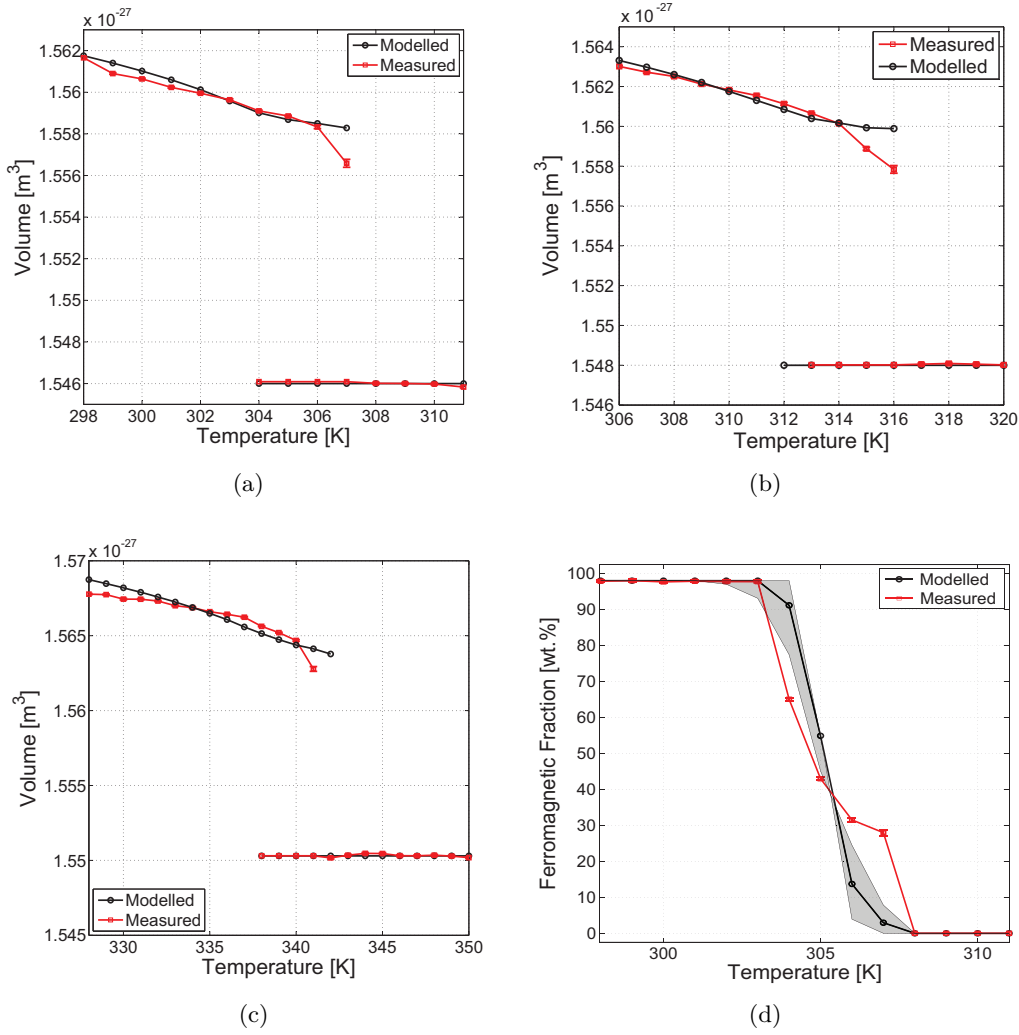 x 10⁻²⁷
1.562
1.56
1.558
1.556
1.554
1.552
1.55
1.548
1.546
Volume [m³]
298 300 302 304 306 308 310
Temperature [K]
Modelled
Measured
(a)
x 10⁻²⁷
1.564
1.562
1.56
1.558
1.556
1.554
1.552
1.55
1.548
1.546
Volume [m³]
306 308 310 312 314 316 318 320
Temperature [K]
Measured
Modelled
(b)
x 10⁻²⁷
1.57
1.565
1.56
1.555
1.55
1.545
Volume [m³]
330 335 340 345 350
Temperature [K]
Modelled
Measured
(c)
100
90
80
70
60
50
40
30
20
10
0
Ferromagnetic Fraction [wt.%]
300 305 310
Temperature [K]
Modelled
Measured
(d)